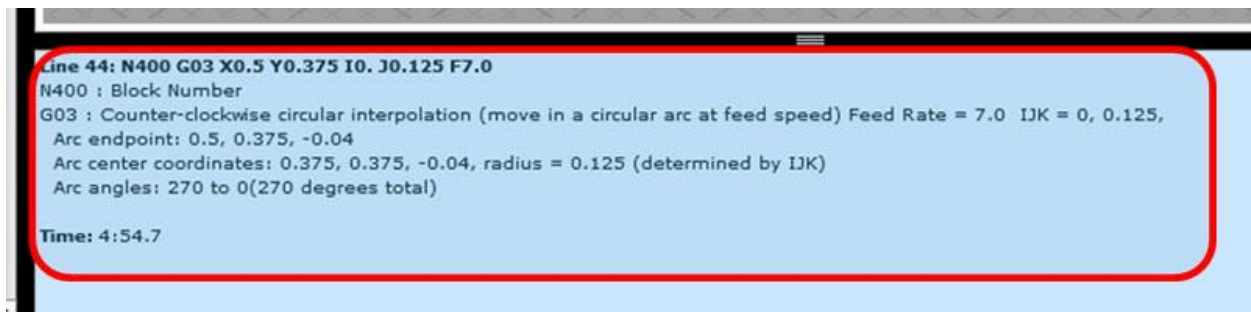 Line 44: N400 G03 X0.5 Y0.375 I0. J0.125 F7.0
N400 : Block Number
G03 : Counter-clockwise circular interpolation (move in a circular arc at feed speed) Feed Rate = 7.0 IJK = 0, 0.125,
Arc endpoint: 0.5, 0.375, -0.04
Arc center coordinates: 0.375, 0.375, -0.04, radius = 0.125 (determined by IJK)
Arc angles: 270 to 0(270 degrees total)
Time: 4:54.7